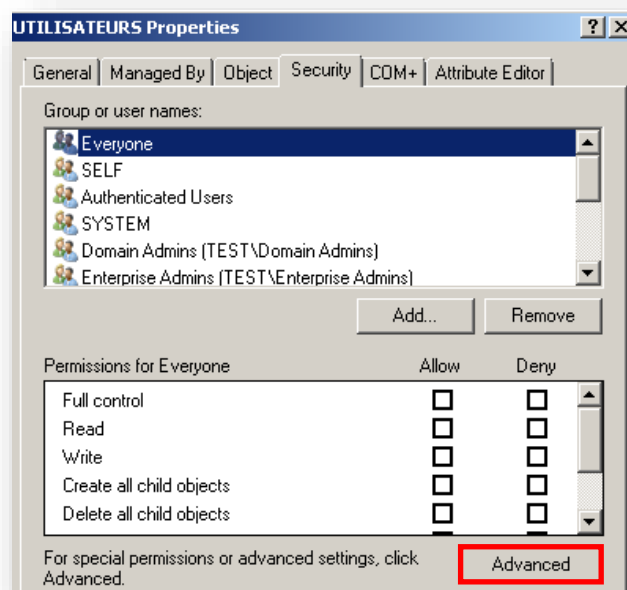 UTILISATEURS Properties
General Managed By Object Security COM+ Attribute Editor
Group or user names:
Everyone
SELF
Authenticated Users
SYSTEM
Domain Admins (TEST\Domain Admins)
Enterprise Admins (TEST\Enterprise Admins)
Add... Remove
Permissions for Everyone Allow Deny
Full control
Read
Write
Create all child objects
Delete all child objects
For special permissions or advanced settings, click
Advanced.
Advanced